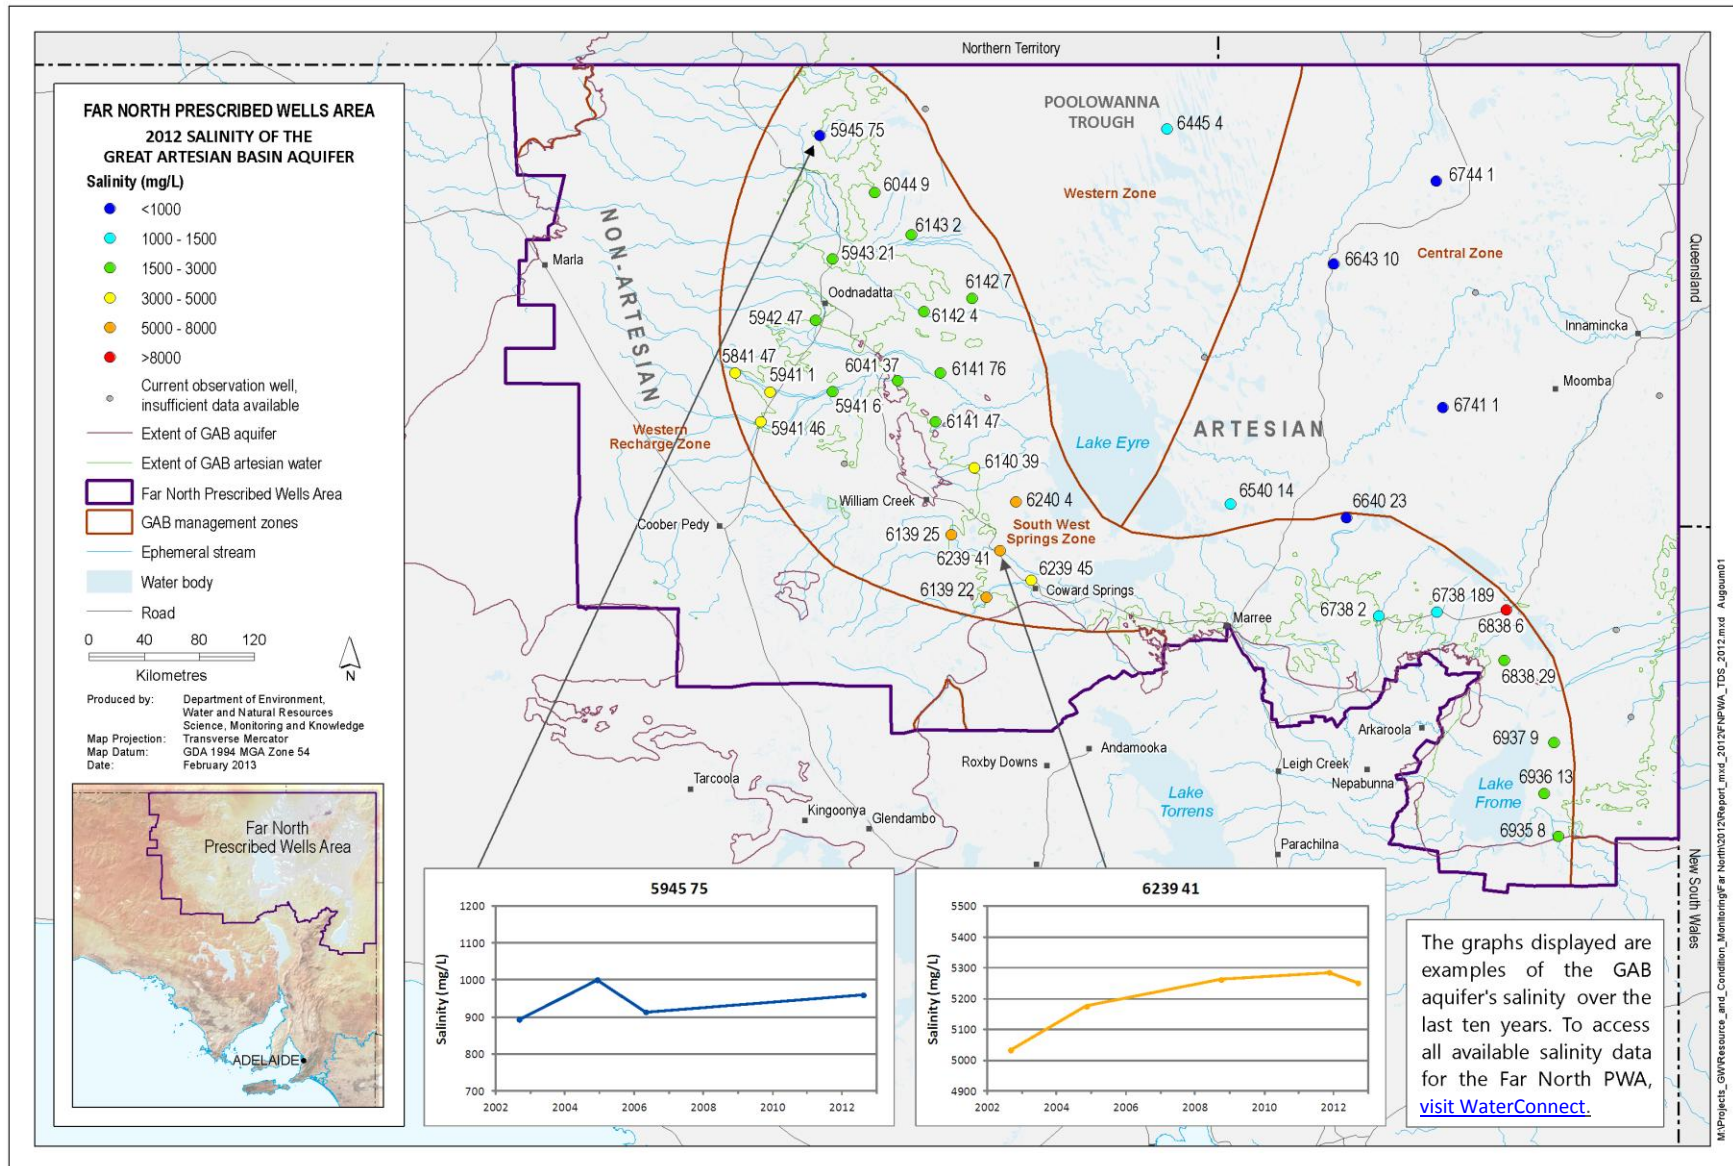 FAR NORTH PRESCRIBED WELLS AREA
2012 SALINITY OF THE
GREAT ARTESIAN BASIN AQUIFER
Salinity (mg/L)
<1000
1000 - 1500
1500 - 3000
3000 - 5000
5000 - 8000
>8000
Current observation well,
insufficient data available
Extent of GAB aquifer
Extent of GAB artesian water
Far North Prescribed Wells Area
GAB management zones
Ephemeral stream
Water body
Road
0 40 80 120
Kilometres
N
Produced by: Department of Environment,
Water and Natural Resources
Science, Monitoring and Knowledge
Map Projection: Transverse Mercator
Map Datum: GDA 1994 MGA Zone 54
Date: February 2013
Far North
Prescribed Wells Area
ADELAIDE
Northern Territory
Queensland
New South Wales
POOLOWANNA
TROUGH
NON-ARTESIAN
ARTESIAN
Western Zone
Central Zone
Western
Recharge Zone
South West
Springs Zone
5945 75
6445 4
6744 1
6044 9
6143 2
5943 21
6643 10
6142 7
6142 4
5942 47
5841 47
5941 1
6041 37
6141 76
5941 6
5941 46
6141 47
6741 1
6140 39
6240 4
6540 14
6640 23
6139 25
6239 41
6239 45
6139 22
6738 2
6738 189
6838 6
6838 29
6937 9
6936 13
6935 8
Marla
Oodnadatta
Innamincka
Moomba
William Creek
Coober Pedy
Coward Springs
Marree
Arkaroola
Andamooka
Roxby Downs
Leigh Creek
Nepabunna
Tarcoola
Kingoonya
Glendambo
Parachilna
Lake Eyre
Lake
Torrens
Lake
Frome
5945 75
Salinity (mg/L)
1200
1100
1000
900
800
700
2002 2004 2006 2008 2010 2012
6239 41
Salinity (mg/L)
5500
5400
5300
5200
5100
5000
4900
2002 2004 2006 2008 2010 2012
The graphs displayed are
examples of the GAB
aquifer's salinity over the
last ten years. To access
all available salinity data
for the Far North PWA,
visit WaterConnect.
M:\Projects_GW\Resource_and_Condition_Monitoring\Far North\2012\Report_mxd_2012\FNPWA_TDS_2012.mxd Augoum01